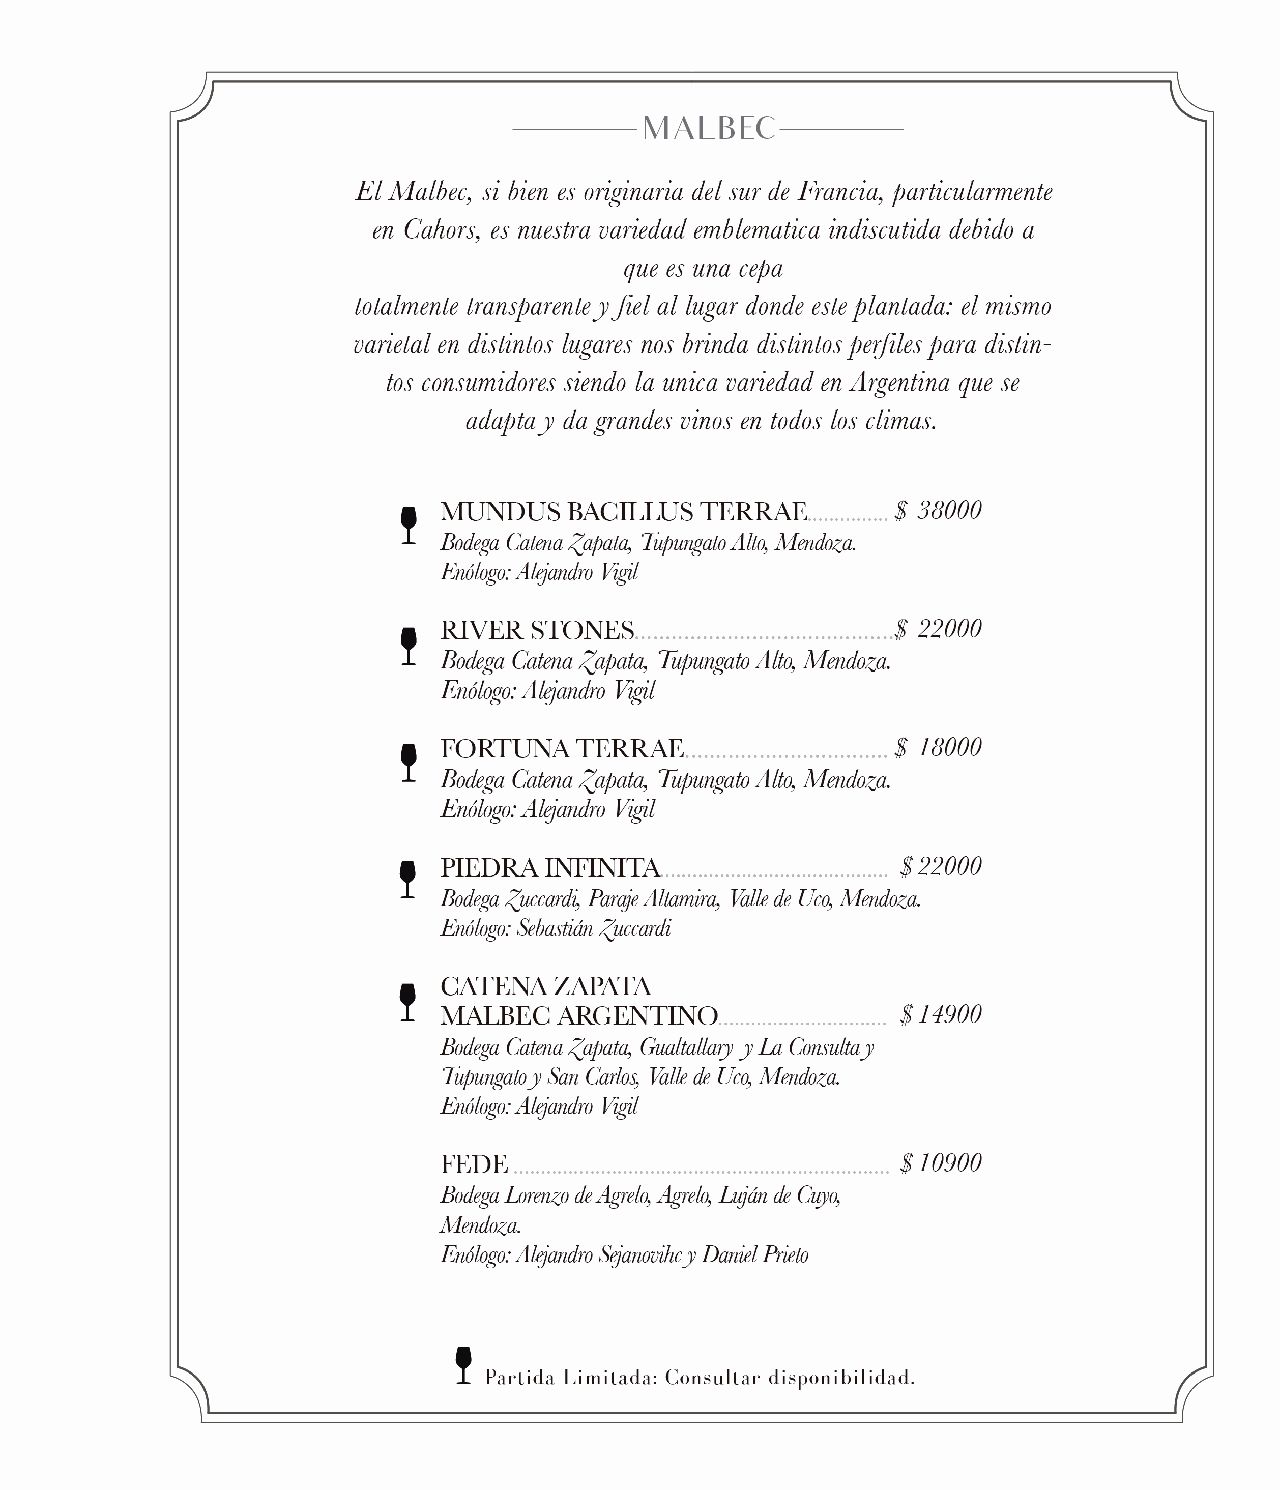 MALBEC
El Malbec, si bien es originaria del sur de Francia, particularmente
en Cahors, es nuestra variedad emblematica indiscutida debido a
que es una cepa
totalmente transparente y fiel al lugar donde este plantada: el mismo
varietal en distintos lugares nos brinda distintos perfiles para distin-
tos consumidores siendo la unica variedad en Argentina que se
adapta y da grandes vinos en todos los climas.
MUNDUS BACILLUS TERRAE............... $ 38000
Bodega Catena Zapata, Tupungato Alto, Mendoza.
Enólogo: Alejandro Vigil
RIVER STONES...........................................$ 22000
Bodega Catena Zapata, Tupungato Alto, Mendoza.
Enólogo: Alejandro Vigil
FORTUNA TERRAE.................................. $ 18000
Bodega Catena Zapata, Tupungato Alto, Mendoza.
Enólogo: Alejandro Vigil
PIEDRA INFINITA......................................... $ 22000
Bodega Zuccardi, Paraje Altamira, Valle de Uco, Mendoza.
Enólogo: Sebastián Zuccardi
CATENA ZAPATA
MALBEC ARGENTINO.............................. $ 14900
Bodega Catena Zapata, Gualtallary y La Consulta y
Tupungato y San Carlos, Valle de Uco, Mendoza.
Enólogo: Alejandro Vigil
FEDE.................................................................... $ 10900
Bodega Lorenzo de Agrelo, Agrelo, Luján de Cuyo,
Mendoza.
Enólogo: Alejandro Sejanovihc y Daniel Prieto
Partida Limitada: Consultar disponibilidad.